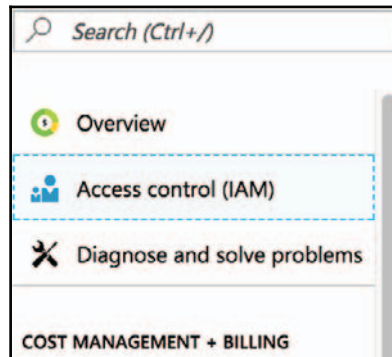 Search (Ctrl+/)
Overview
Access control (IAM)
Diagnose and solve problems
COST MANAGEMENT + BILLING